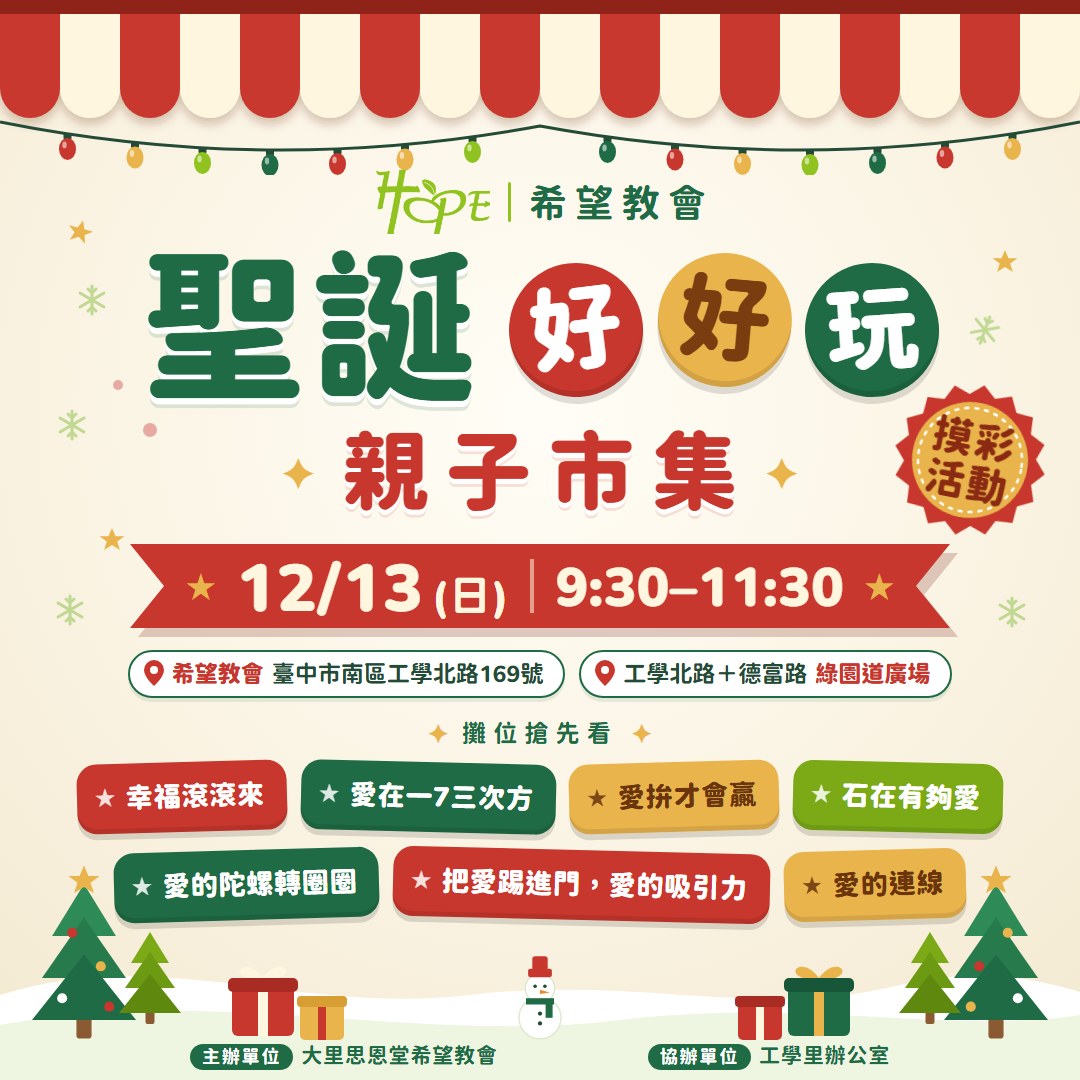 HOPE 希望教會
聖誕好好玩
親子市集
摸彩
活動
12/13(日) 9:30–11:30
希望教會 臺中市南區工學北路169號
工學北路＋德富路 綠園道廣場
攤位搶先看
幸福滾滾來
愛在一7三次方
愛拚才會贏
石在有夠愛
愛的陀螺轉圈圈
把愛踢進門，愛的吸引力
愛的連線
主辦單位 大里思恩堂希望教會
協辦單位 工學里辦公室